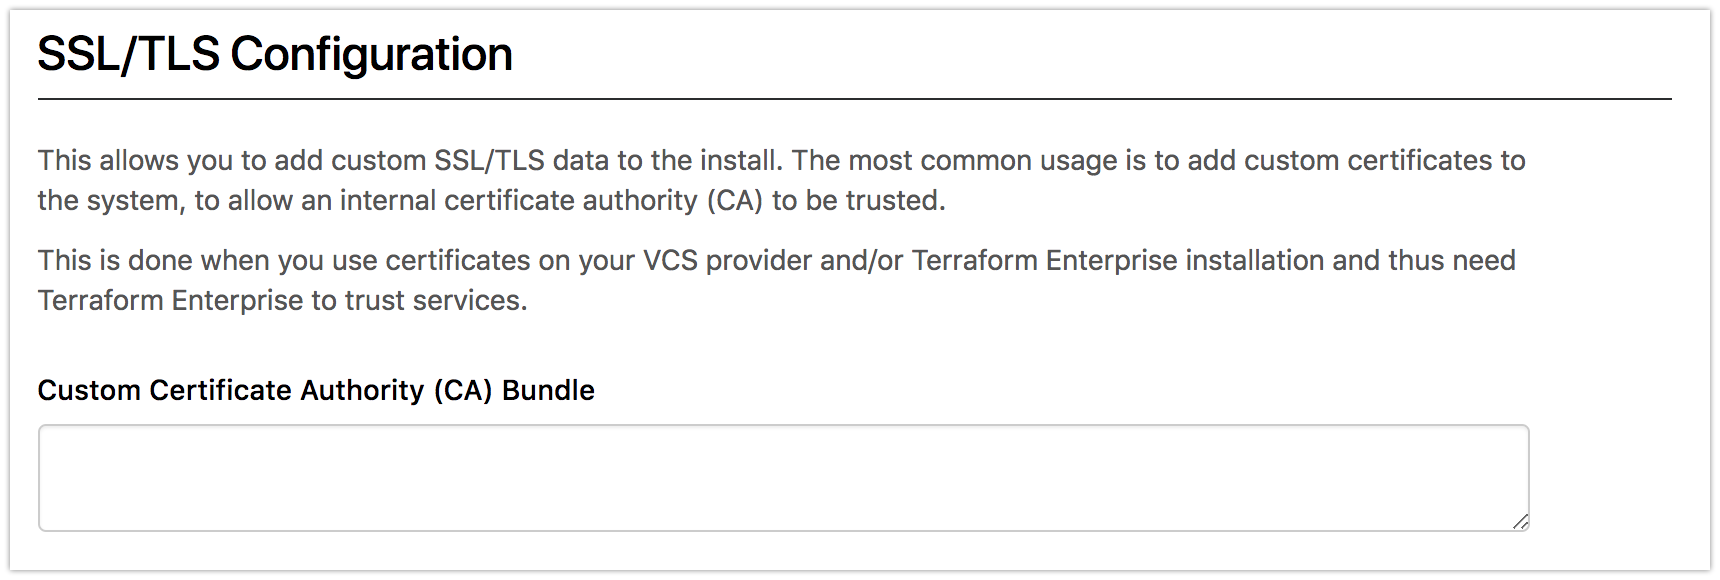 SSL/TLS Configuration
This allows you to add custom SSL/TLS data to the install. The most common usage is to add custom certificates to
the system, to allow an internal certificate authority (CA) to be trusted.
This is done when you use certificates on your VCS provider and/or Terraform Enterprise installation and thus need
Terraform Enterprise to trust services.
Custom Certificate Authority (CA) Bundle